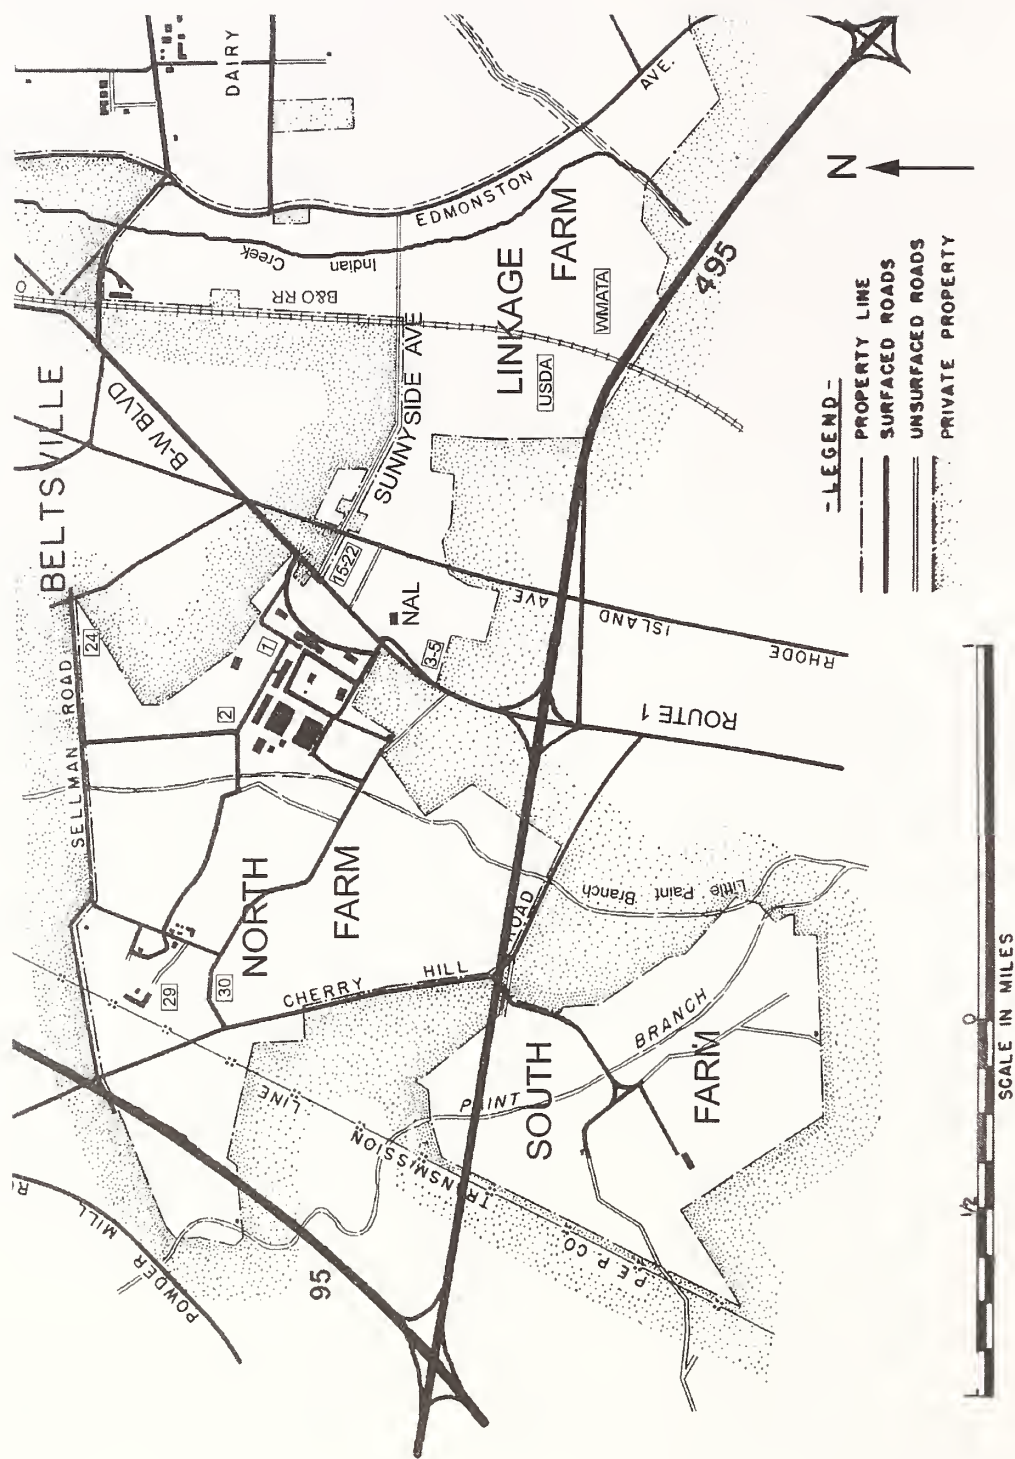 BELTSVILLE
DAIRY
B-W BLVD
SELLMAN ROAD
24
1
2
15-22
NAL
3-5
SUNNYSIDE AVE
B&O RR
Indian Creek
EDMONSTON AVE.
LINKAGE FARM
USDA
WMATA
495
RHODE ISLAND AVE
ROUTE 1
NORTH FARM
29
30
CHERRY HILL ROAD
Little Paint Branch
PAINT BRANCH
SOUTH FARM
P.E.P. CO. TRANSMISSION LINE
95
POWDER MILL
N
-LEGEND-
PROPERTY LINE
SURFACED ROADS
UNSURFACED ROADS
PRIVATE PROPERTY
1/2
0
SCALE IN MILES